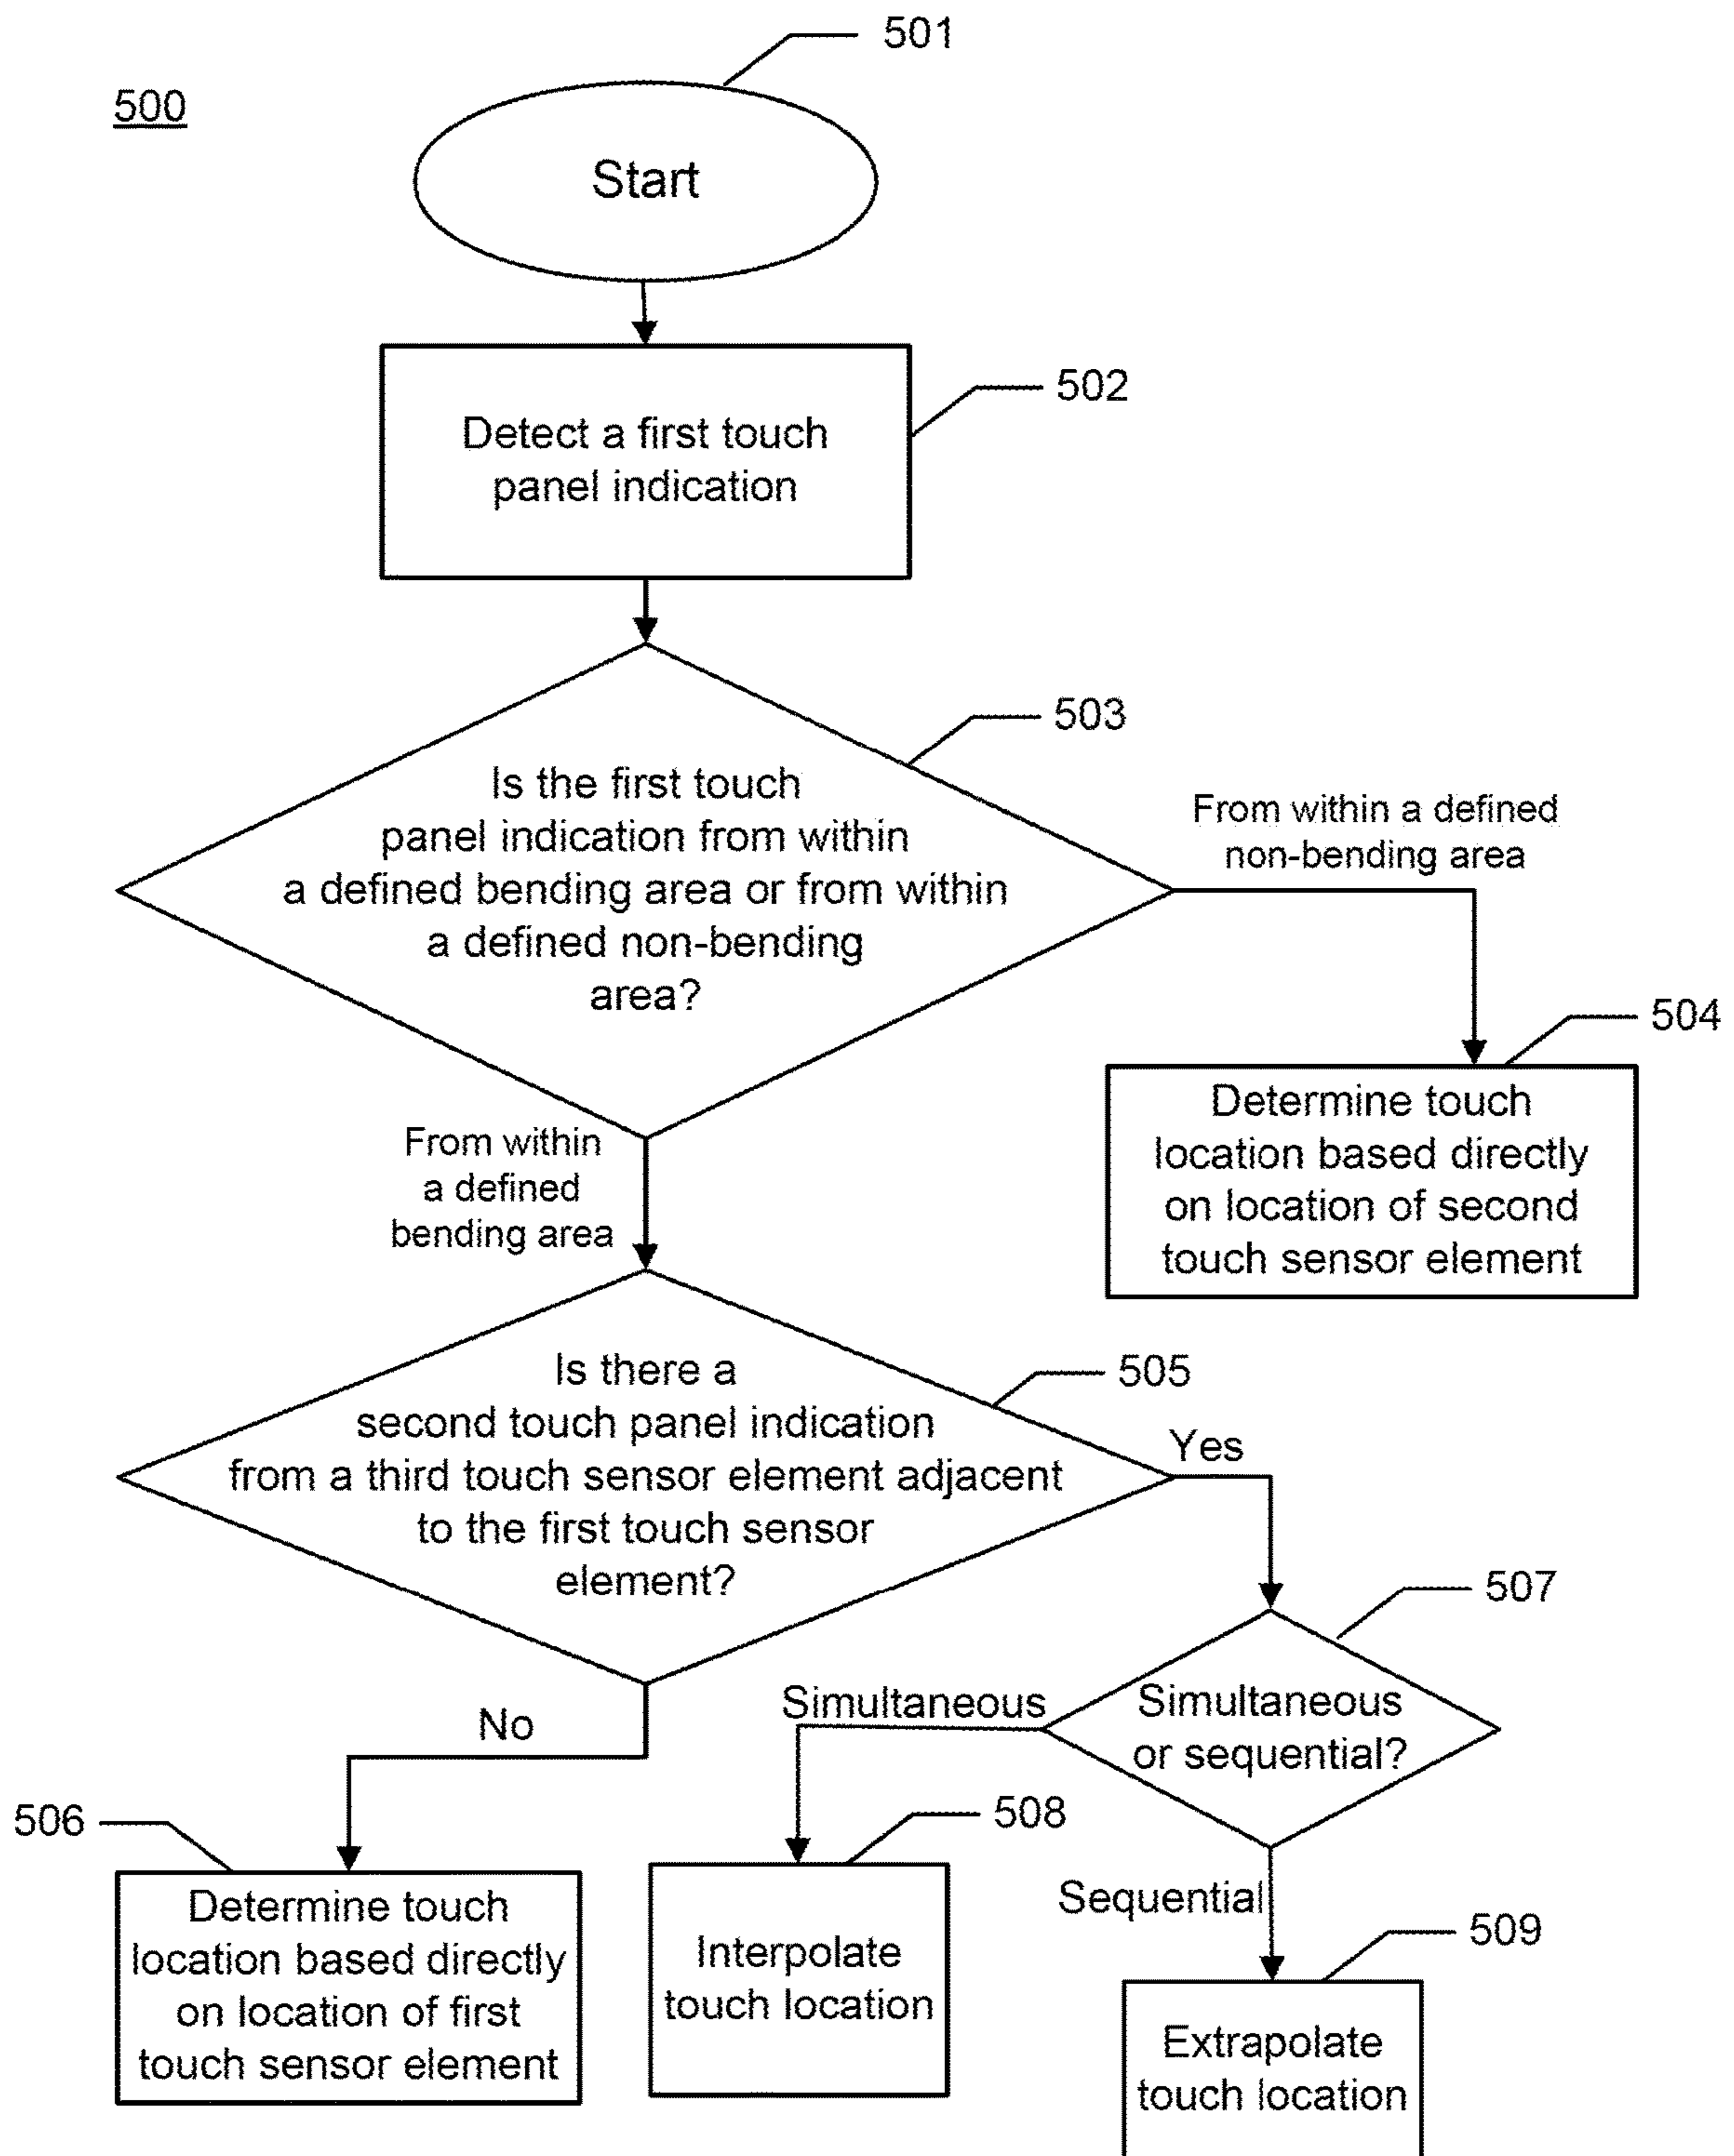 501
500
Start
502
Detect a first touch
panel indication
503
Is the first touch
panel indication from within
a defined bending area or from within
a defined non-bending
area?
From within a defined
non-bending area
504
Determine touch
location based directly
on location of second
touch sensor element
From within
a defined
bending area
505
Is there a
second touch panel indication
from a third touch sensor element adjacent
to the first touch sensor
element?
Yes
507
Simultaneous
or sequential?
Simultaneous
No
506
Determine touch
location based directly
on location of first
touch sensor element
508
Interpolate
touch location
Sequential
509
Extrapolate
touch location